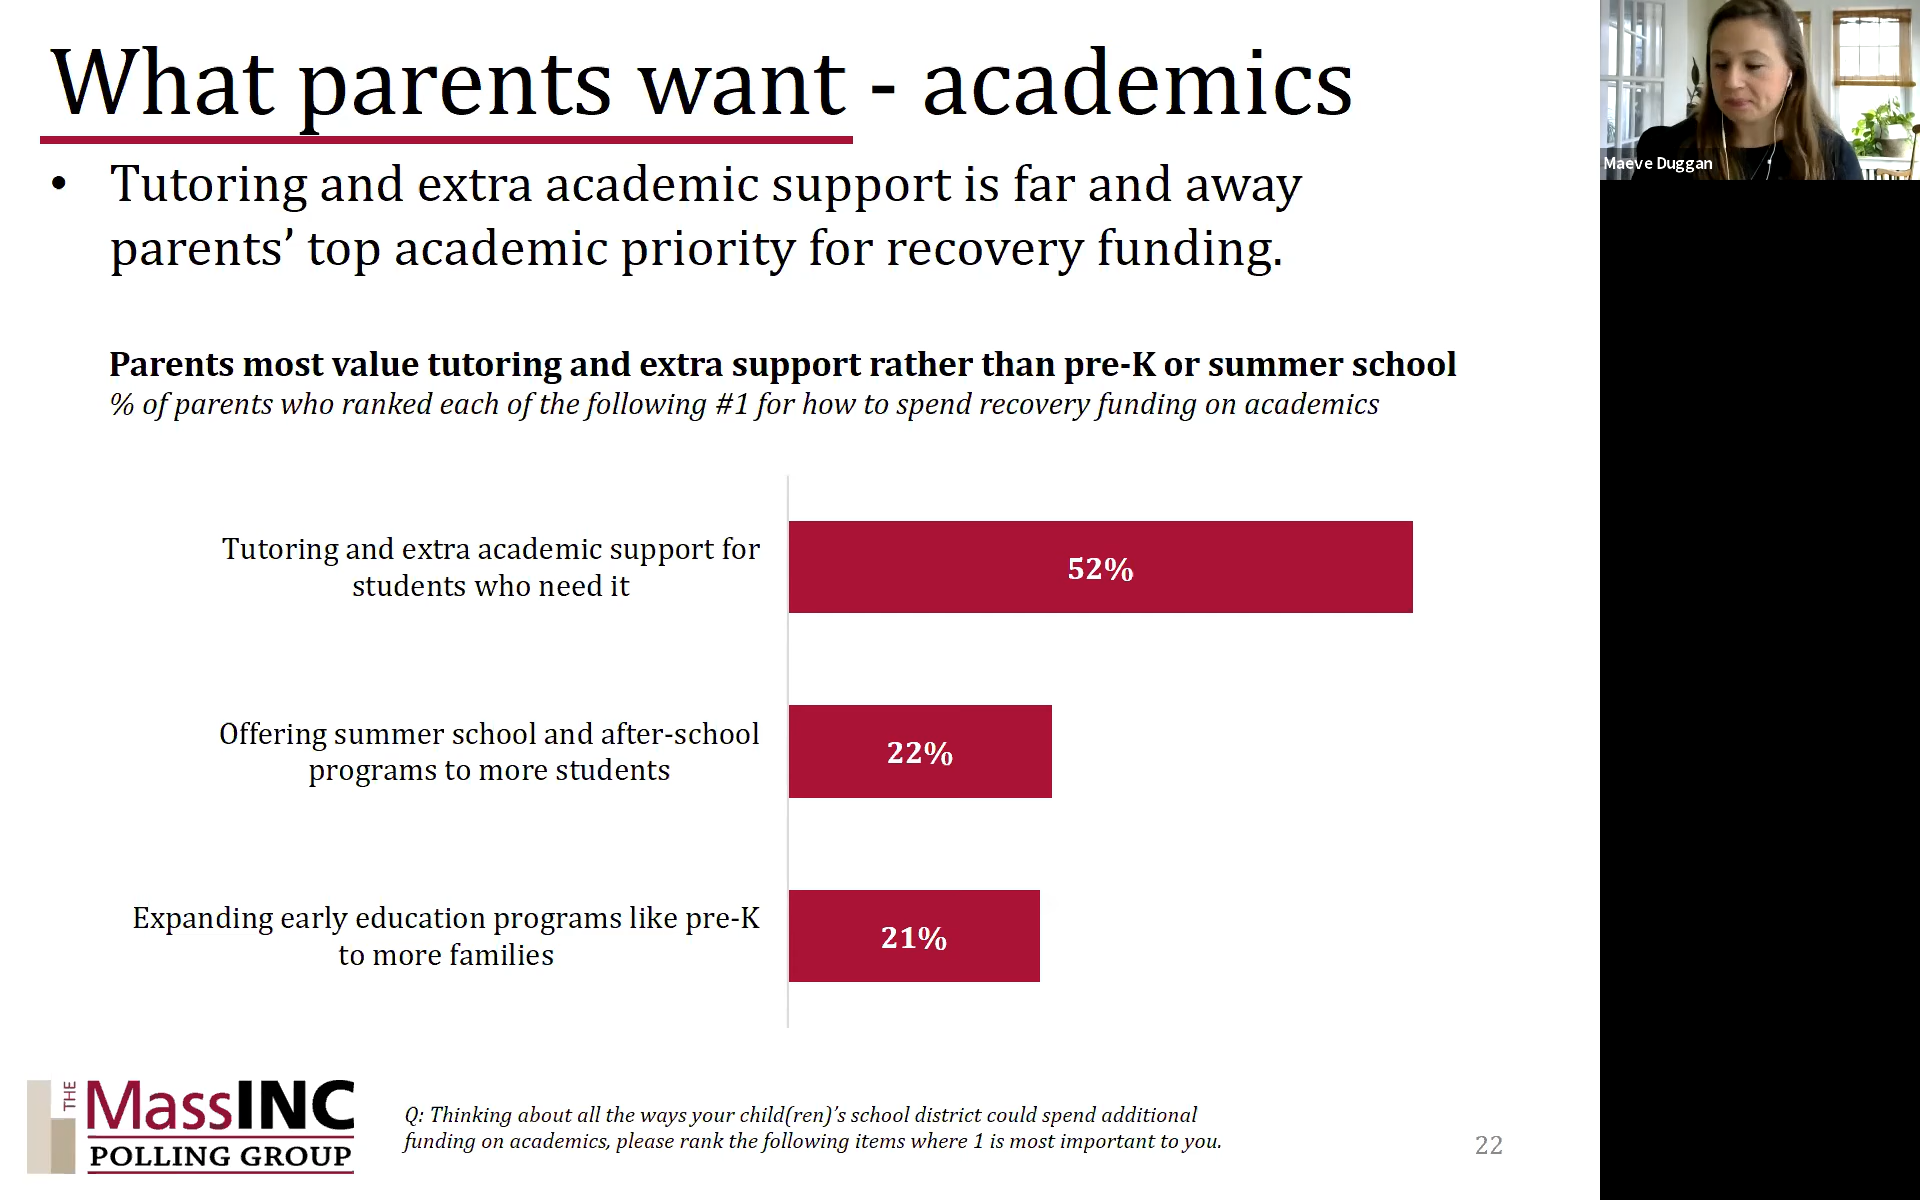 What parents want - academics
• Tutoring and extra academic support is far and away
parents’ top academic priority for recovery funding.
Parents most value tutoring and extra support rather than pre-K or summer school
% of parents who ranked each of the following #1 for how to spend recovery funding on academics
Tutoring and extra academic support for
students who need it
52%
Offering summer school and after-school
programs to more students
22%
Expanding early education programs like pre-K
to more families
21%
THE
MassINC
POLLING GROUP
Q: Thinking about all the ways your child(ren)’s school district could spend additional
funding on academics, please rank the following items where 1 is most important to you.
22
Maeve Duggan